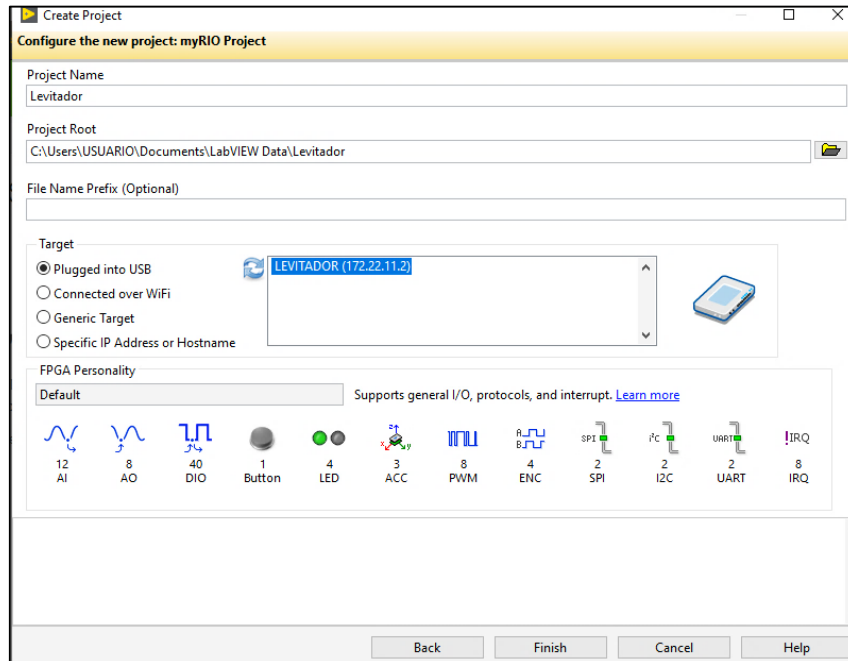 Create Project
Configure the new project: myRIO Project
Project Name
Levitador
Project Root
C:\Users\USUARIO\Documents\LabVIEW Data\Levitador
File Name Prefix (Optional)
Target
Plugged into USB
LEVITADOR (172.22.11.2)
Connected over WiFi
Generic Target
Specific IP Address or Hostname
FPGA Personality
Default
Supports general I/O, protocols, and interrupt. Learn more
z x y A B SPI I²C UART !IRQ
12 8 40 1 4 3 8 4 2 2 2 8
AI AO DIO Button LED ACC PWM ENC SPI I2C UART IRQ
Back Finish Cancel Help